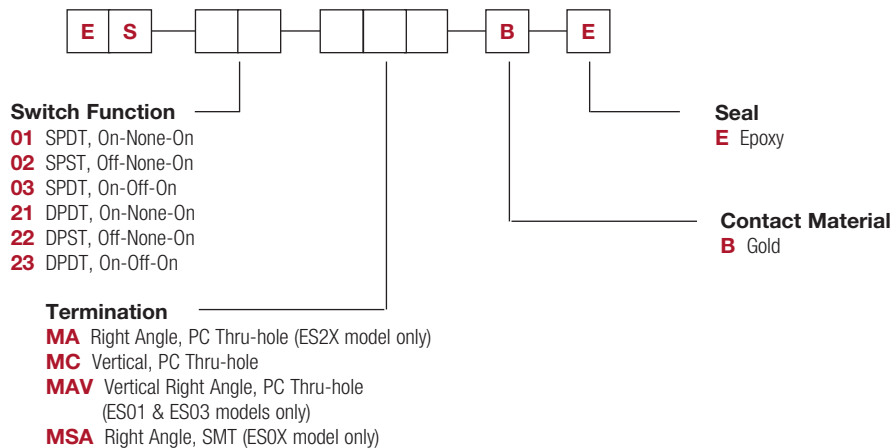 E S B E
Switch Function
01 SPDT, On-None-On
02 SPST, Off-None-On
03 SPDT, On-Off-On
21 DPDT, On-None-On
22 DPST, Off-None-On
23 DPDT, On-Off-On
Termination
MA Right Angle, PC Thru-hole (ES2X model only)
MC Vertical, PC Thru-hole
MAV Vertical Right Angle, PC Thru-hole
(ES01 & ES03 models only)
MSA Right Angle, SMT (ES0X model only)
Seal
E Epoxy
Contact Material
B Gold